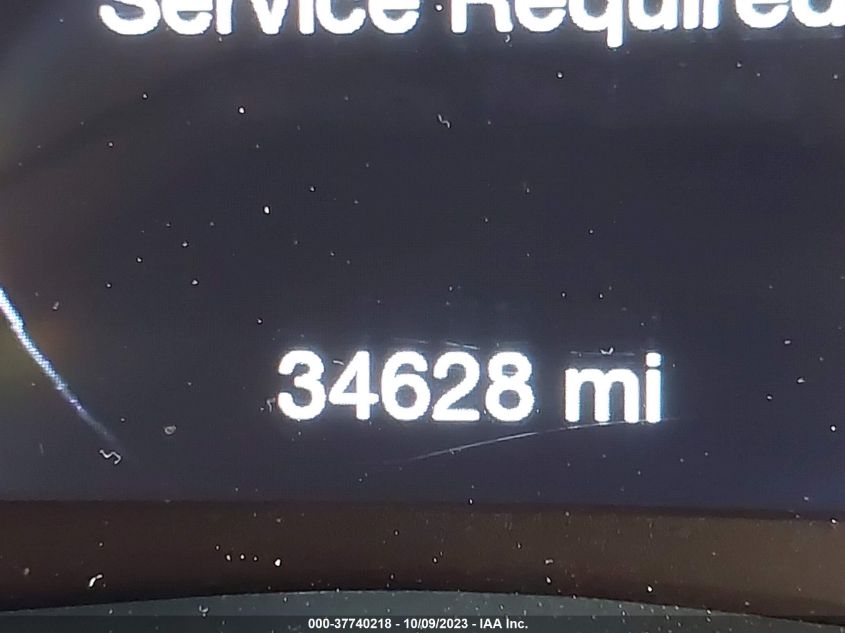 Service Required
34628 mi
000-37740218 - 10/09/2023 - IAA Inc.